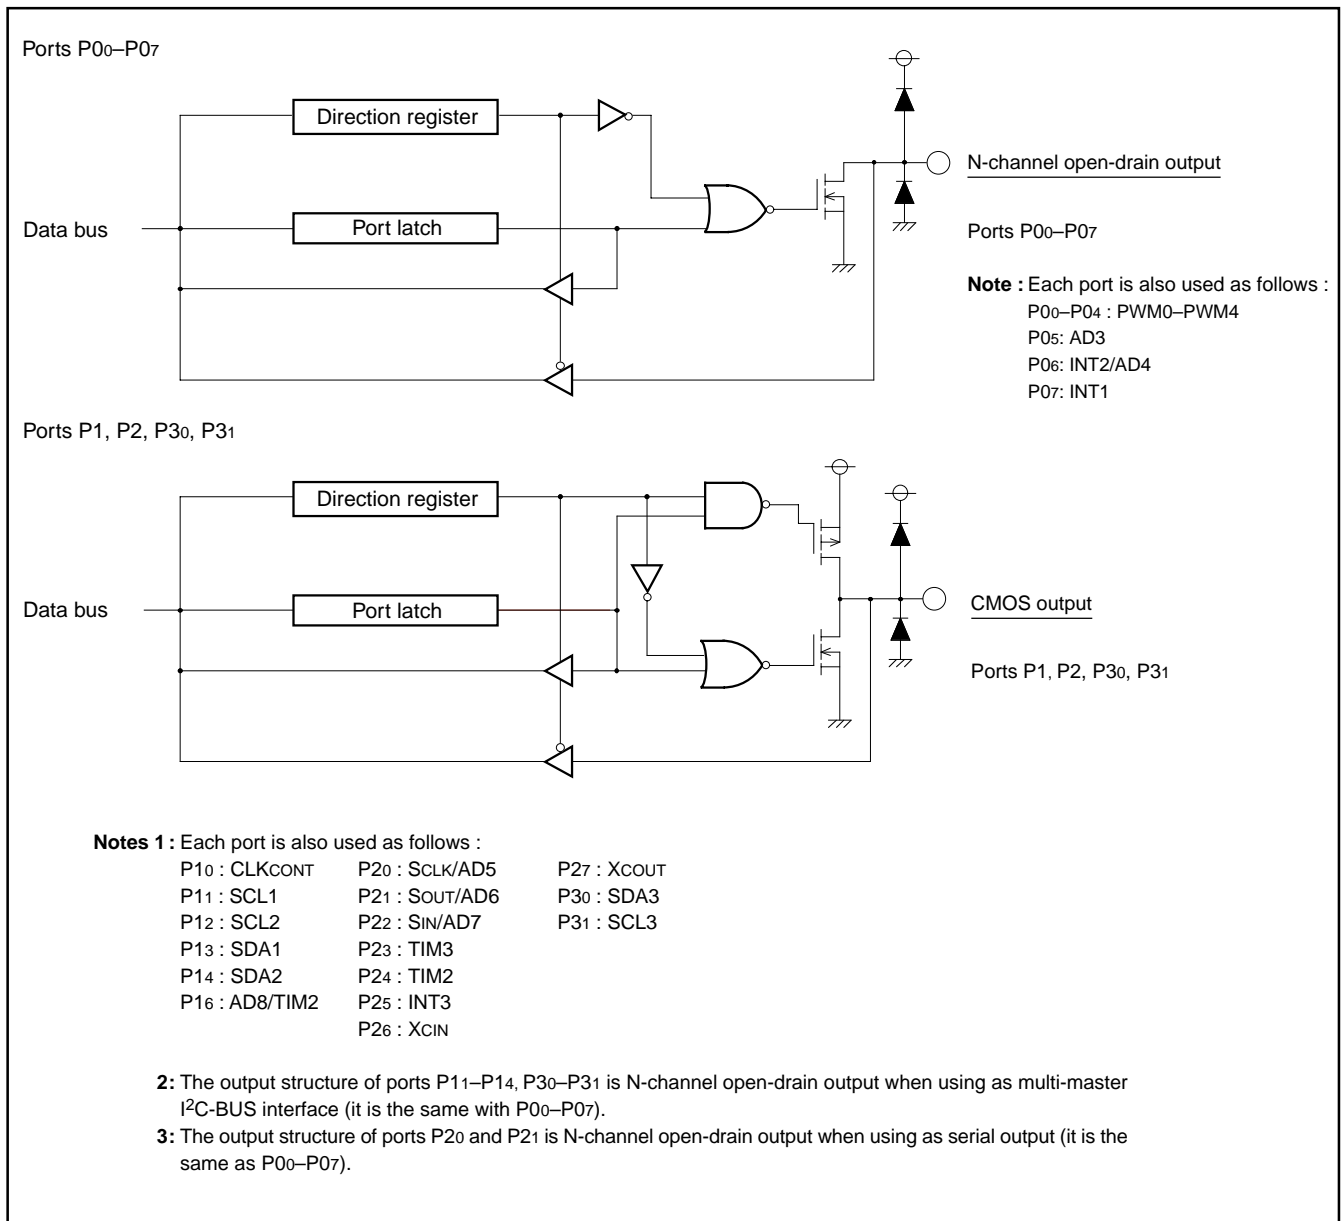 Ports P00–P07
Direction register
N-channel open-drain output
Data bus
Port latch
Ports P00–P07
Note : Each port is also used as follows :
P00–P04 : PWM0–PWM4
P05: AD3
P06: INT2/AD4
P07: INT1
Ports P1, P2, P30, P31
Direction register
Data bus
Port latch
CMOS output
Ports P1, P2, P30, P31
Notes 1 : Each port is also used as follows :
P10 : CLKCONT P20 : SCLK/AD5 P27 : XCOUT
P11 : SCL1 P21 : SOUT/AD6 P30 : SDA3
P12 : SCL2 P22 : SIN/AD7 P31 : SCL3
P13 : SDA1 P23 : TIM3
P14 : SDA2 P24 : TIM2
P16 : AD8/TIM2 P25 : INT3
P26 : XCIN
2: The output structure of ports P11–P14, P30–P31 is N-channel open-drain output when using as multi-master
I2C-BUS interface (it is the same with P00–P07).
3: The output structure of ports P20 and P21 is N-channel open-drain output when using as serial output (it is the
same as P00–P07).